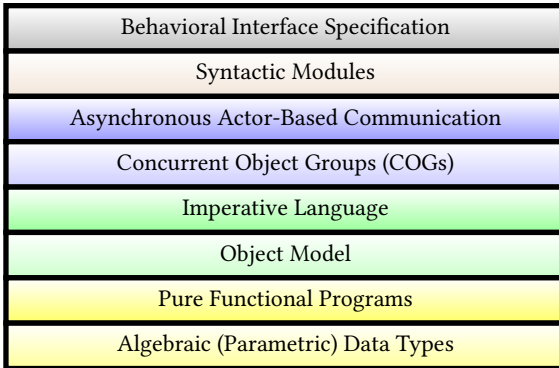 Behavioral Interface Specification
Syntactic Modules
Asynchronous Actor-Based Communication
Concurrent Object Groups (COGs)
Imperative Language
Object Model
Pure Functional Programs
Algebraic (Parametric) Data Types